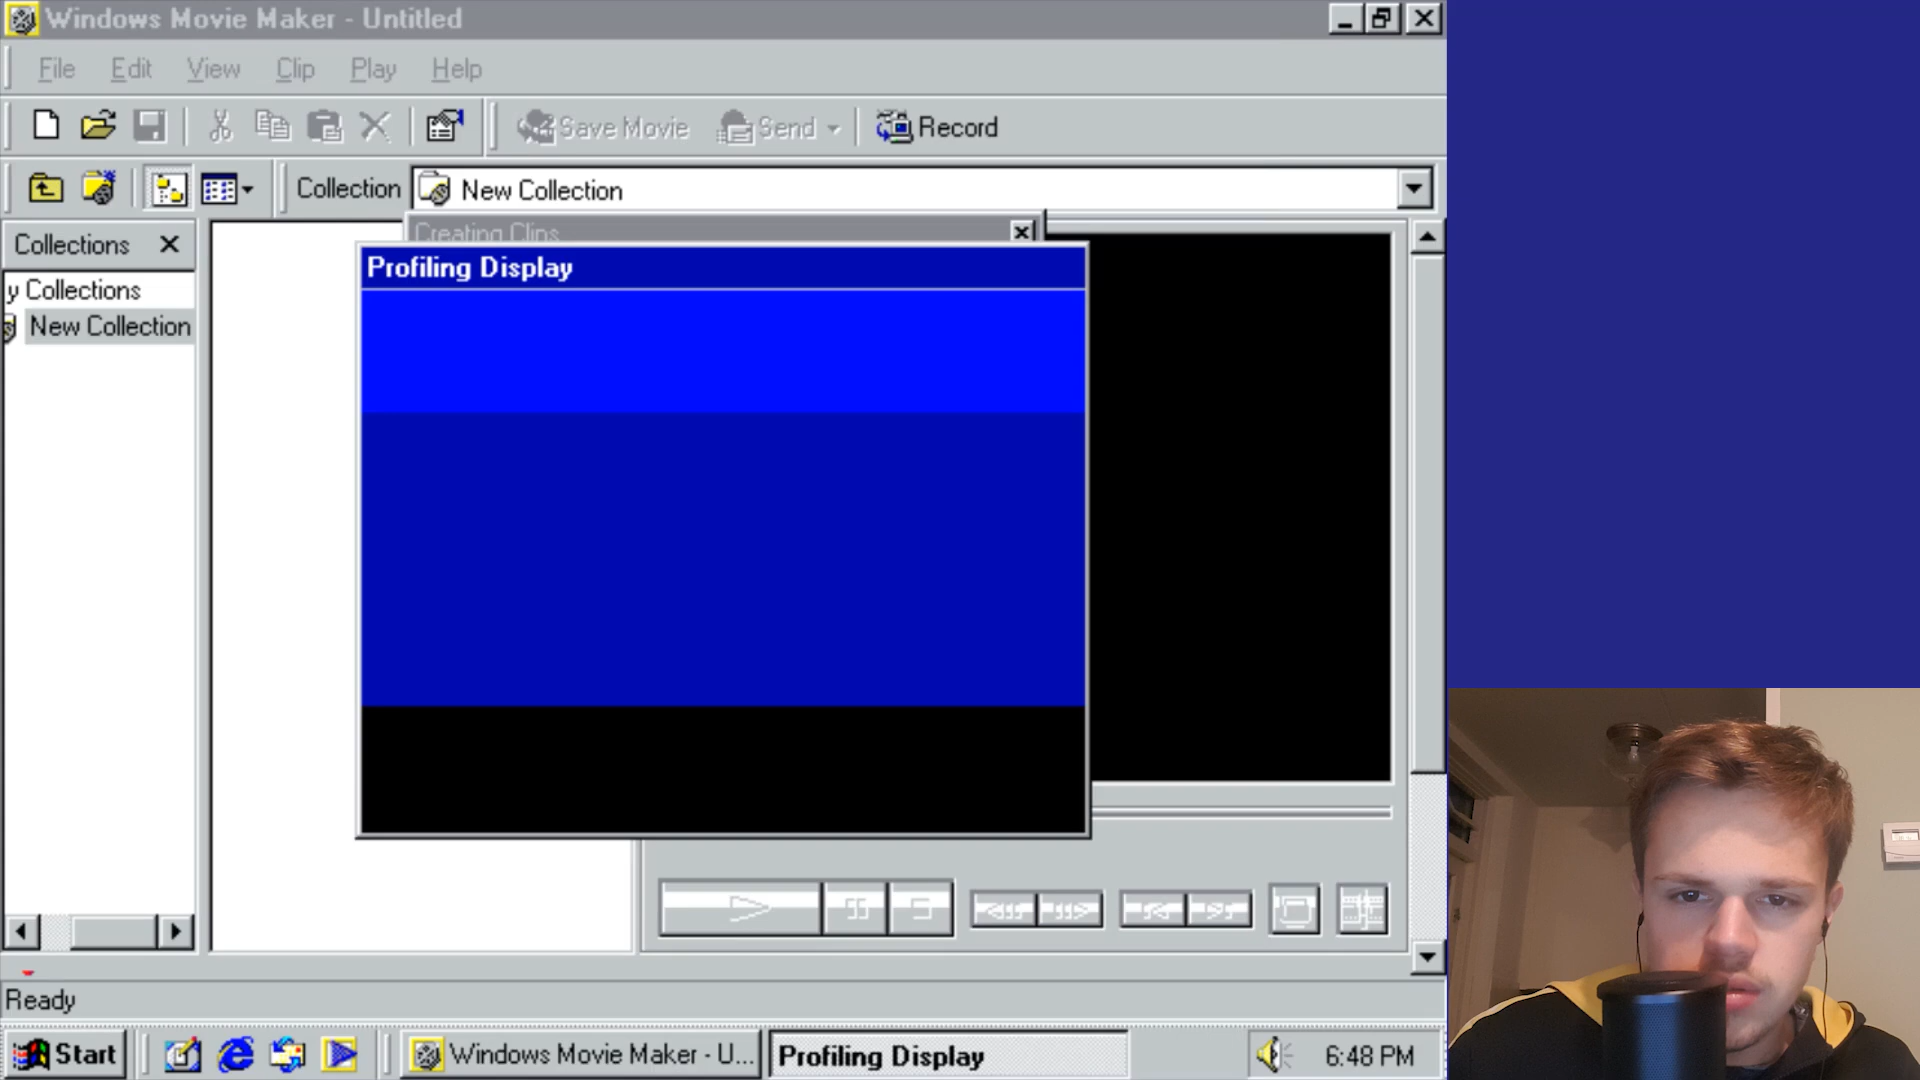 Windows Movie Maker - Untitled
File Edit View Clip Play Help
Save Movie Send Record
Collection New Collection
Collections
Creating Clips
Profiling Display
y Collections
New Collection
Ready
Start Windows Movie Maker - U... Profiling Display 6:48 PM